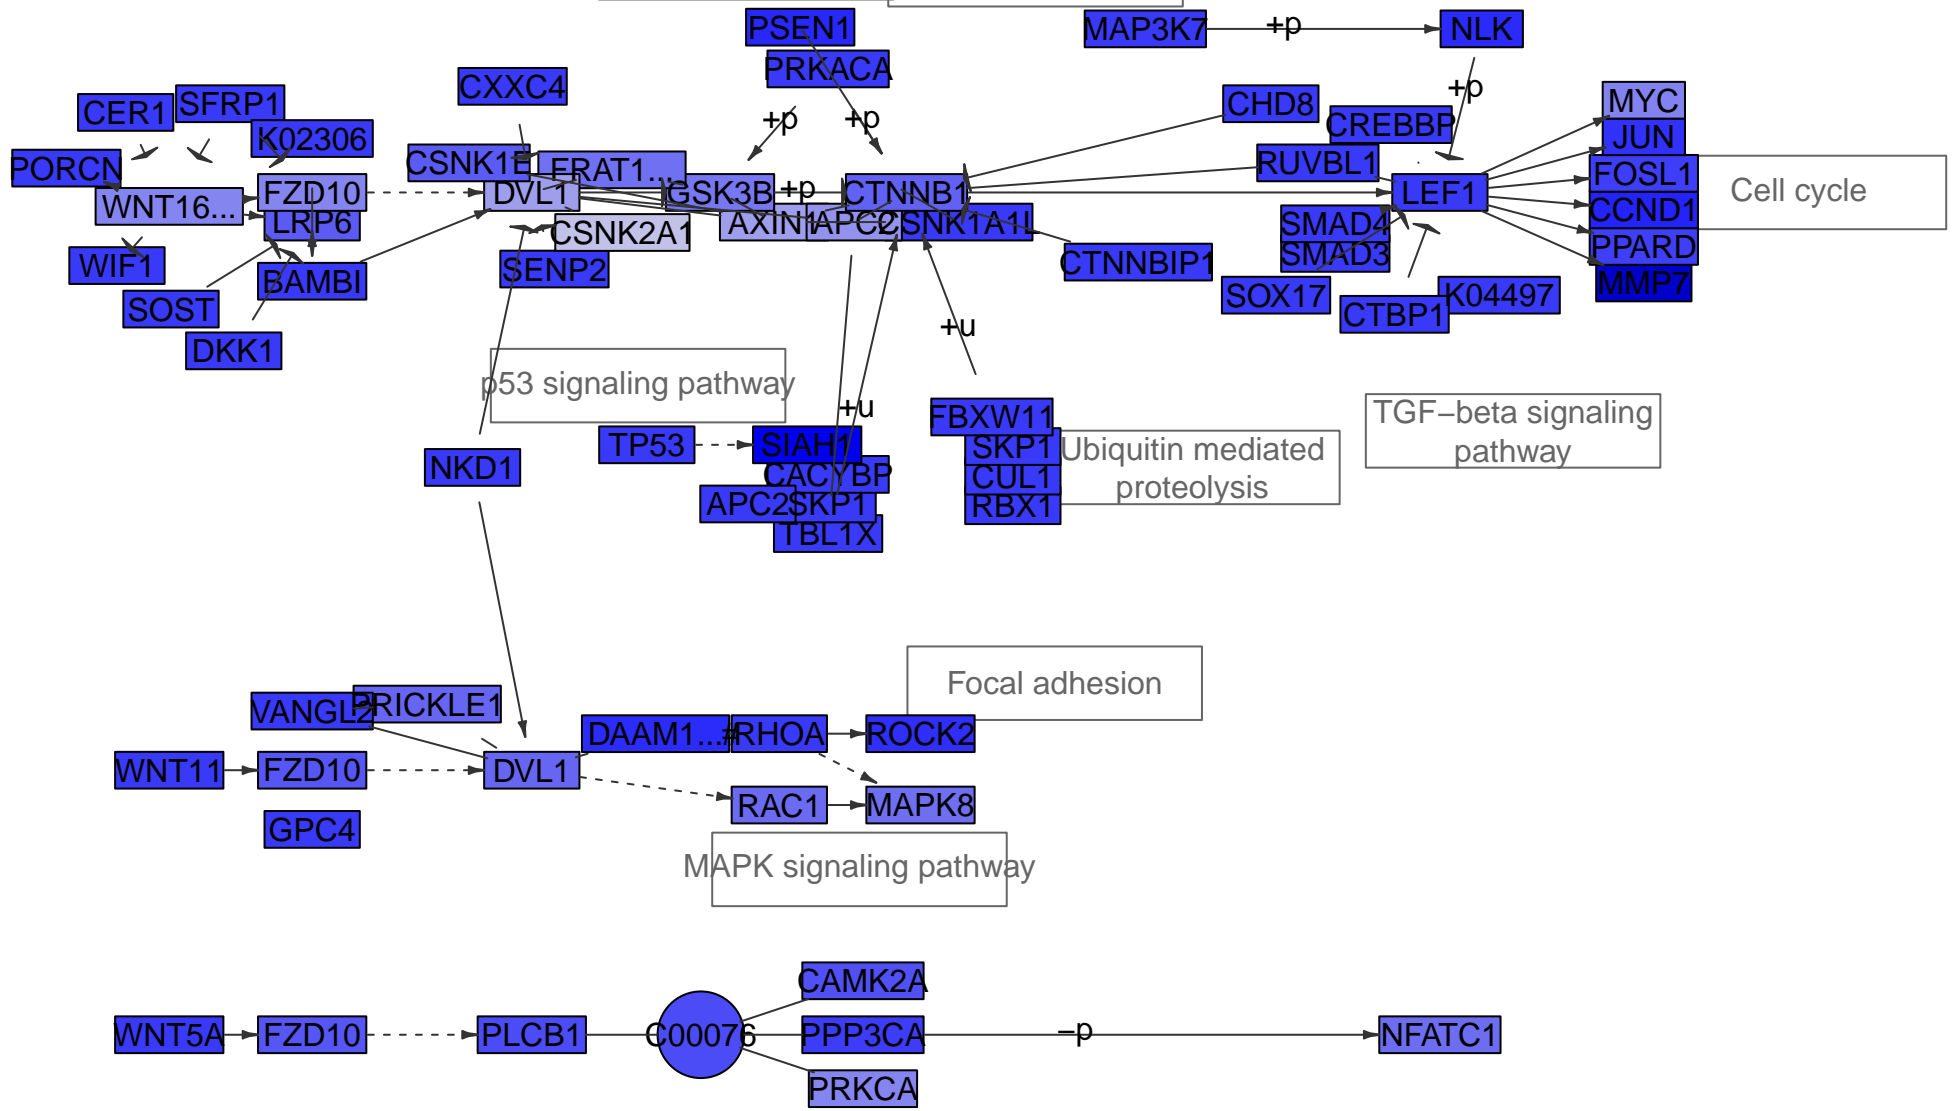 PSEN1
MAP3K7
+p
NLK
PRKACA
CXXC4
CER1
SFRP1
CHD8
+p
MYC
+p
+p
CREBBP
JUN
K02306
PORCN
CSNK1E
FRAT1...
RUVBL1
FOSL1
Cell cycle
WNT16...
FZD10
DVL1
GSK3B
+p
CTNNB1
LEF1
CCND1
LRP6
AXIN1
APC2
CSNK1A1L
SMAD4
CSNK2A1
PPARD
WIF1
BAMBI
SENP2
CTNNBIP1
SMAD3
MMP7
SOST
SOX17
K04497
CTBP1
DKK1
+u
p53 signaling pathway
+u
FBXW11
TGF−beta signaling
pathway
TP53
SIAH1
SKP1
Ubiquitin mediated
proteolysis
NKD1
CACYBP
CUL1
APC2
SKP1
RBX1
TBL1X
Focal adhesion
VANGL2
PRICKLE1
DAAM1...#
RHOA
ROCK2
WNT11
FZD10
DVL1
RAC1
MAPK8
GPC4
MAPK signaling pathway
CAMK2A
WNT5A
FZD10
PLCB1
C00076
PPP3CA
−p
NFATC1
PRKCA